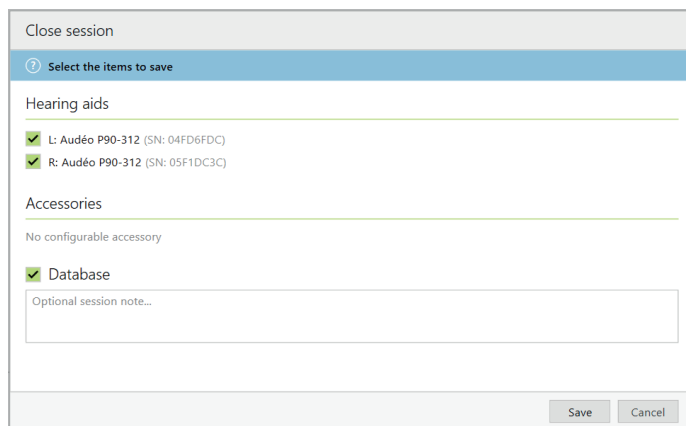 Close session
Select the items to save
Hearing aids
L: Audéo P90-312 (SN: 04FD6FDC)
R: Audéo P90-312 (SN: 05F1DC3C)
Accessories
No configurable accessory
Database
Optional session note...
Save Cancel